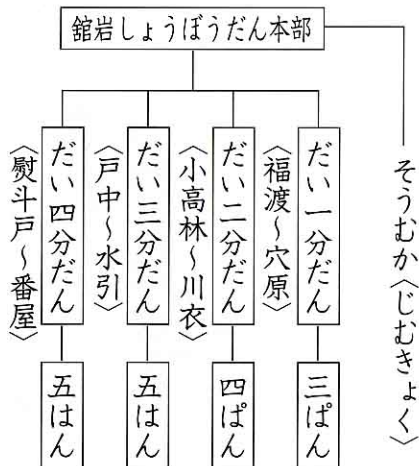 舘岩しょうぼうだん本部
そうむか〈じむきょく〉
だい一分だん
〈福渡～穴原〉
三ぱん
だい二分だん
〈小高林～川衣〉
四ぱん
だい三分だん
〈戸中～水引〉
五はん
だい四分だん
〈熨斗戸～番屋〉
五はん